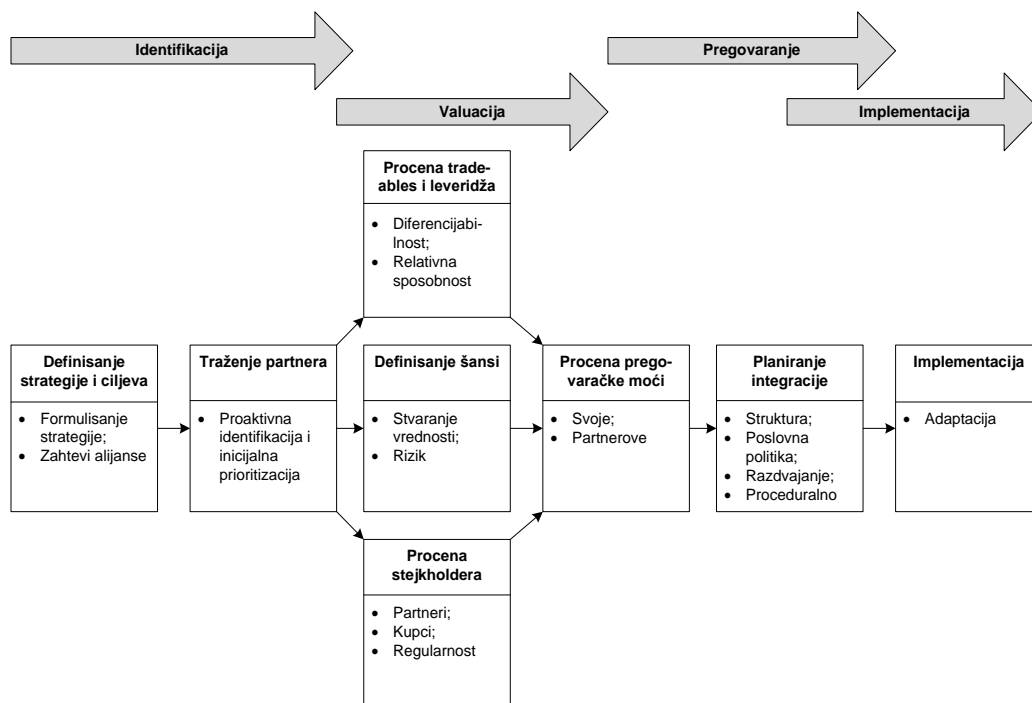 Identifikacija
Pregovaranje
Valuacija
Implementacija
Procena trade-
ables i leveridža
• Diferencijabi-
lnost;
• Relativna
sposobnost
Definisanje
strategije i ciljeva
• Formulisanje
strategije;
• Zahtevi alijanse
Traženje partnera
• Proaktivna
identifikacija i
inicijalna
prioritizacija
Definisanje šansi
• Stvaranje
vrednosti;
• Rizik
Procena prego-
varačke moći
• Svoje;
• Partnerove
Planiranje
integracije
• Struktura;
• Poslovna
politika;
• Razdvajanje;
• Proceduralno
Implementacija
• Adaptacija
Procena
stejkholdera
• Partneri;
• Kupci;
• Regularnost